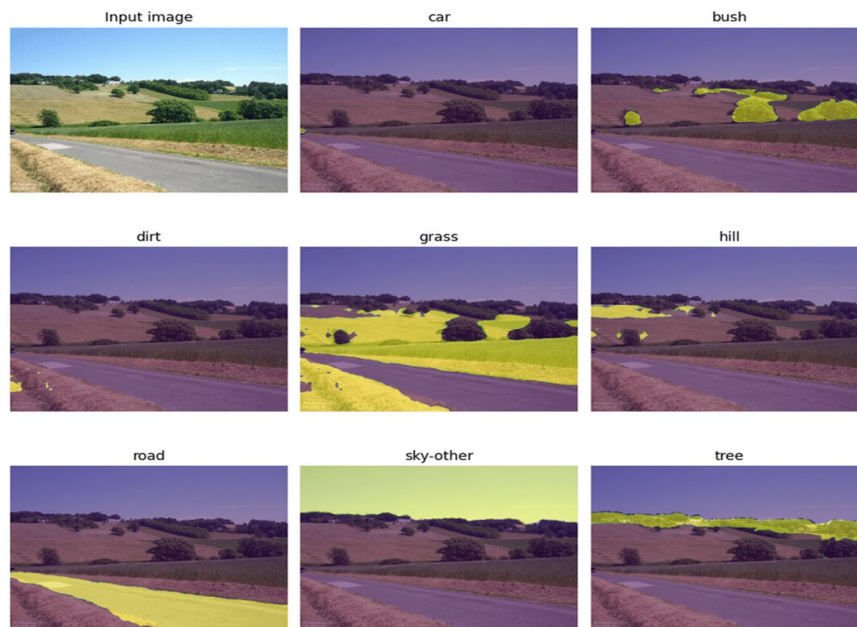 Input image
car
bush
dirt
grass
hill
road
sky-other
tree